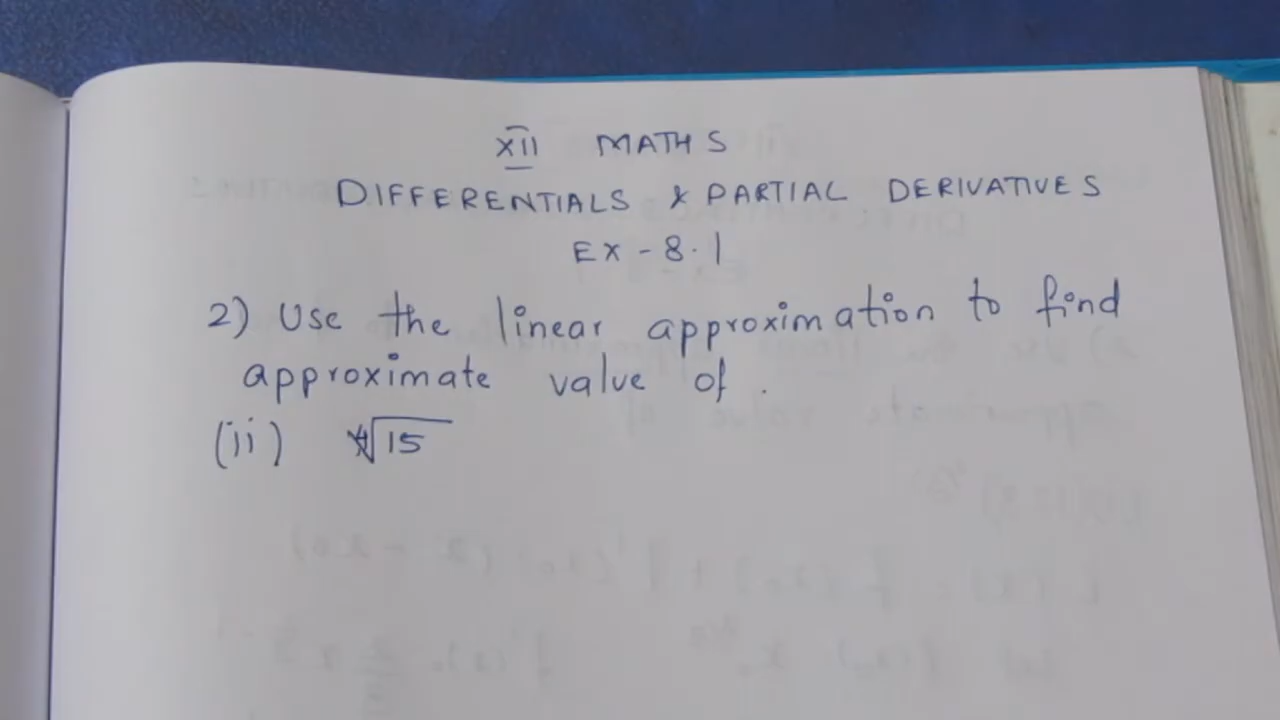 XII MATHS
DIFFERENTIALS & PARTIAL DERIVATIVES
EX - 8.1
2) Use the linear approximation to find
approximate value of .
(ii) ∜15